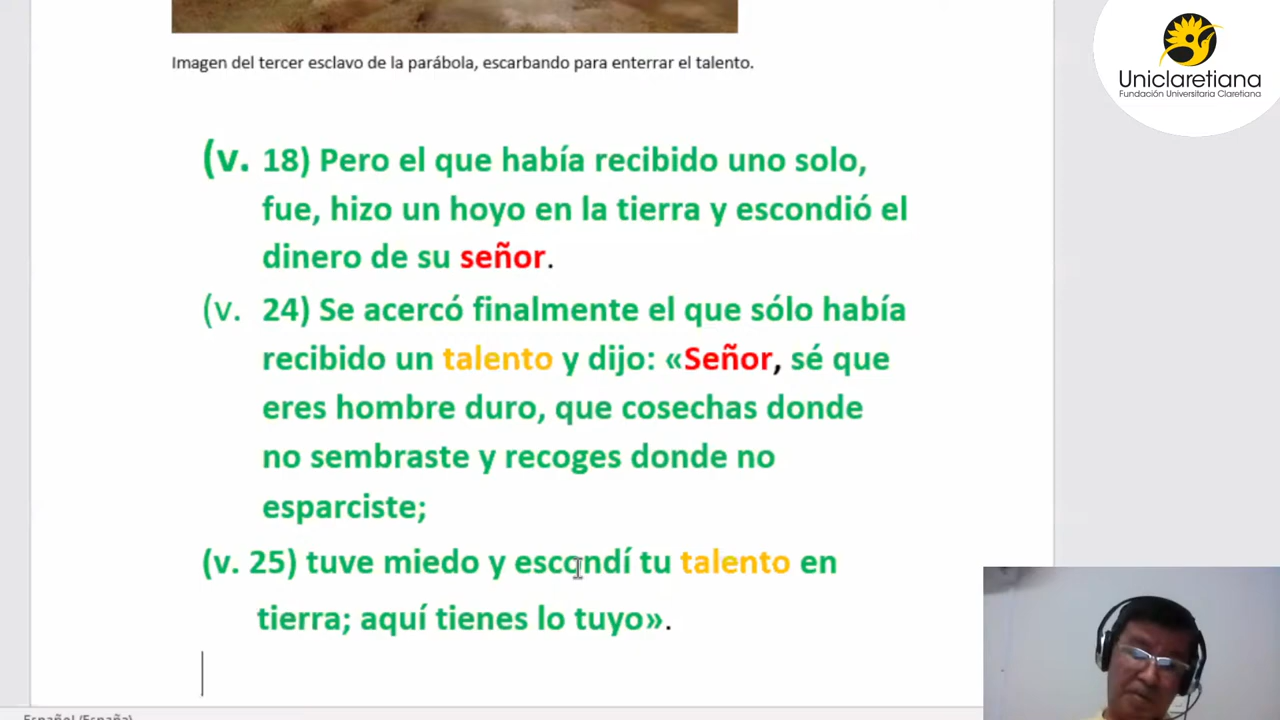 Uniclaretiana
Fundación Universitaria Claretiana
Imagen del tercer esclavo de la parábola, escarbando para enterrar el talento.
(v. 18) Pero el que había recibido uno solo,
fue, hizo un hoyo en la tierra y escondió el
dinero de su señor.
(v. 24) Se acercó finalmente el que sólo había
recibido un talento y dijo: «Señor, sé que
eres hombre duro, que cosechas donde
no sembraste y recoges donde no
esparciste;
(v. 25) tuve miedo y escondí tu talento en
tierra; aquí tienes lo tuyo».
Español (España)